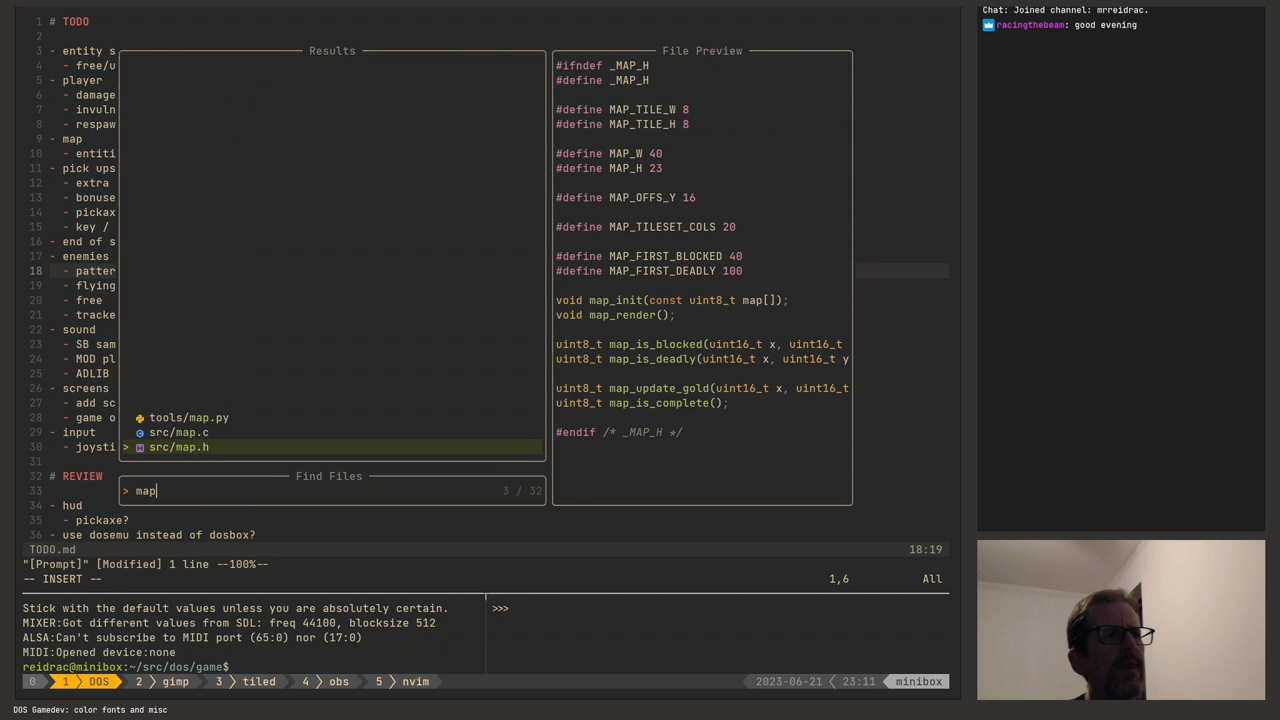 1 # TODO
2
3 - entity s
4 - free/u
5 - player
6 - damage
7 - invuln
8 - respaw
9 - map
10 - entiti
11 - pick ups
12 - extra
13 - bonuse
14 - pickax
15 - key /
16 - end of s
17 - enemies
18 - patter
19 - flying
20 - free
21 - tracke
22 - sound
23 - SB sam
24 - MOD pl
25 - ADLIB
26 - screens
27 - add sc
28 - game o
29 - input
30 - joysti
31
32 # REVIEW
33
34 - hud
35 - pickaxe?
36 - use dosemu instead of dosbox?
Results
tools/map.py
src/map.c
> src/map.h
Find Files
> map 3 / 32
File Preview
#ifndef _MAP_H
#define _MAP_H
#define MAP_TILE_W 8
#define MAP_TILE_H 8
#define MAP_W 40
#define MAP_H 23
#define MAP_OFFS_Y 16
#define MAP_TILESET_COLS 20
#define MAP_FIRST_BLOCKED 40
#define MAP_FIRST_DEADLY 100
void map_init(const uint8_t map[]);
void map_render();
uint8_t map_is_blocked(uint16_t x, uint16_t
uint8_t map_is_deadly(uint16_t x, uint16_t y
uint8_t map_update_gold(uint16_t x, uint16_t
uint8_t map_is_complete();
#endif /* _MAP_H */
TODO.md 18:19
"[Prompt]" [Modified] 1 line --100%--
-- INSERT -- 1,6 All
Stick with the default values unless you are absolutely certain.
MIXER:Got different values from SDL: freq 44100, blocksize 512
ALSA:Can't subscribe to MIDI port (65:0) nor (17:0)
MIDI:Opened device:none
reidrac@minibox:~/src/dos/game$
>>>
0 1 DOS 2 gimp 3 tiled 4 obs 5 nvim 2023-06-21 23:11 minibox
Chat: Joined channel: mrreidrac.
racingthebeam: good evening
DOS Gamedev: color fonts and misc